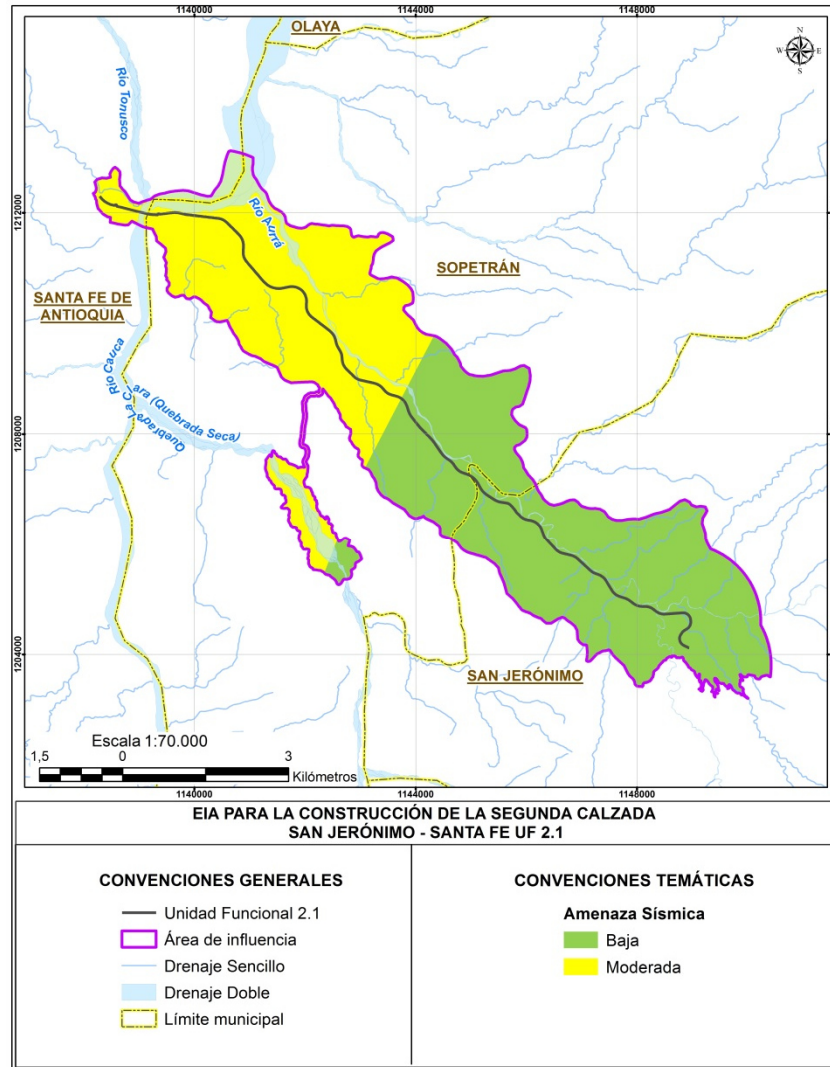 1140000
1144000
1148000
OLAYA
N
W
E
S
Río Tonusco
1212000
1212000
Río Aurrá
SOPETRÁN
SANTA FE DE
ANTIOQUIA
Río Cauca
Quebrada La Cara (Quebrada Seca)
1208000
1208000
1204000
1204000
SAN JERÓNIMO
Escala 1:70.000
1,5
0
3
Kilómetros
1140000
1144000
1148000
EIA PARA LA CONSTRUCCIÓN DE LA SEGUNDA CALZADA
SAN JERÓNIMO - SANTA FE UF 2.1
CONVENCIONES GENERALES
Unidad Funcional 2.1
Área de influencia
Drenaje Sencillo
Drenaje Doble
Límite municipal
CONVENCIONES TEMÁTICAS
Amenaza Sísmica
Baja
Moderada